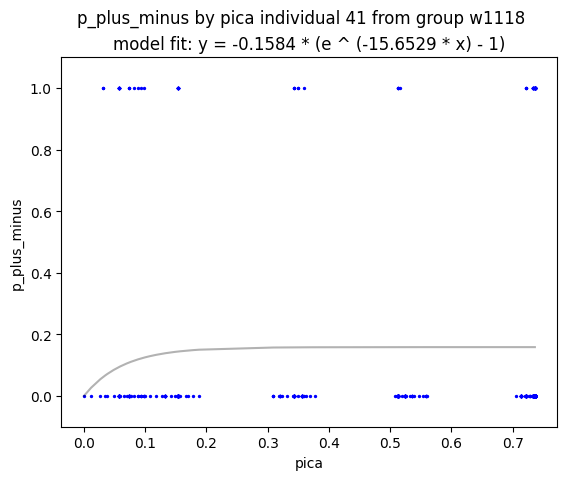 p_plus_minus by pica individual 41 from group w1118
model fit: y = -0.1584 * (e ^ (-15.6529 * x) - 1)
1.0
0.8
0.6
0.4
0.2
0.0
p_plus_minus
0.0 0.1 0.2 0.3 0.4 0.5 0.6 0.7
pica